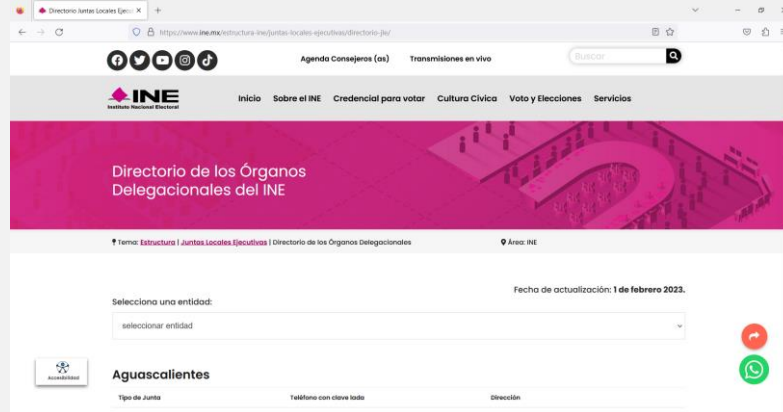 Directorio Juntas Locales Ejecu
https://www.ine.mx/estructura-ine/juntas-locales-ejecutivas/directorio-jle/
Agenda Consejeros (as)
Transmisiones en vivo
Buscar
INE
Instituto Nacional Electoral
Inicio
Sobre el INE
Credencial para votar
Cultura Cívica
Voto y Elecciones
Servicios
Directorio de los Órganos
Delegacionales del INE
Tema: Estructura | Juntas Locales Ejecutivas | Directorio de los Órganos Delegacionales
Área: INE
Fecha de actualización: 1 de febrero 2023.
Selecciona una entidad:
seleccionar entidad
Accesibilidad
Aguascalientes
Tipo de Junta
Teléfono con clave lada
Dirección